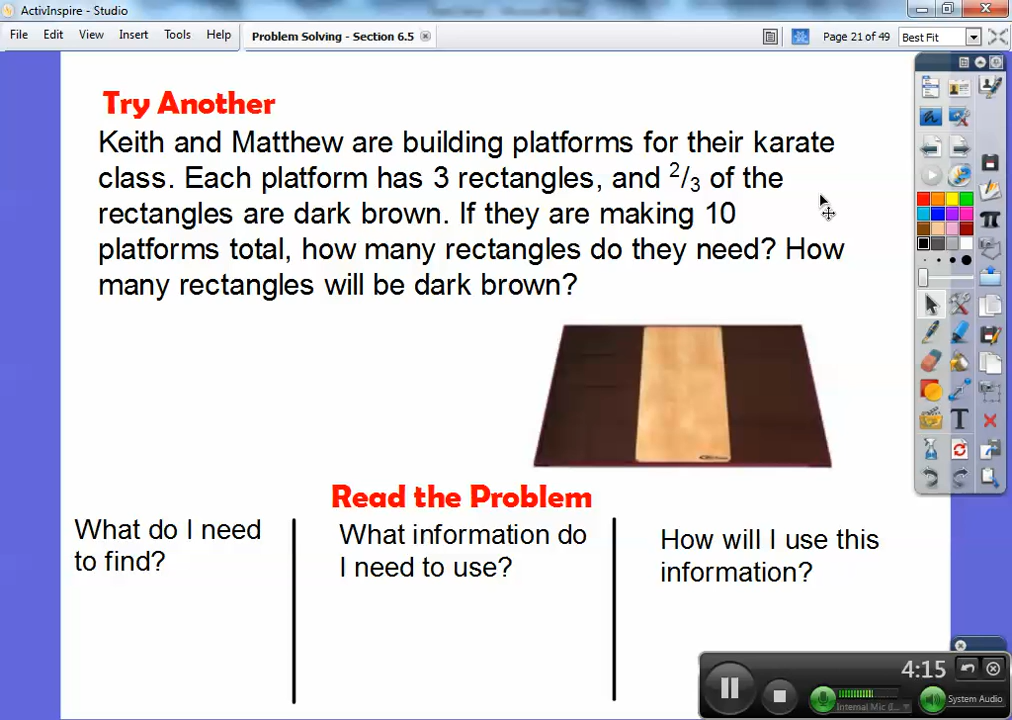 ActivInspire - Studio
File Edit View Insert Tools Help
Problem Solving - Section 6.5
Page 21 of 49
Best Fit
Try Another
Keith and Matthew are building platforms for their karate
class. Each platform has 3 rectangles, and 2/3 of the
rectangles are dark brown. If they are making 10
platforms total, how many rectangles do they need? How
many rectangles will be dark brown?
Read the Problem
What do I need
to find?
What information do
I need to use?
How will I use this
information?
4:15
Internal Mic (I...
System Audio